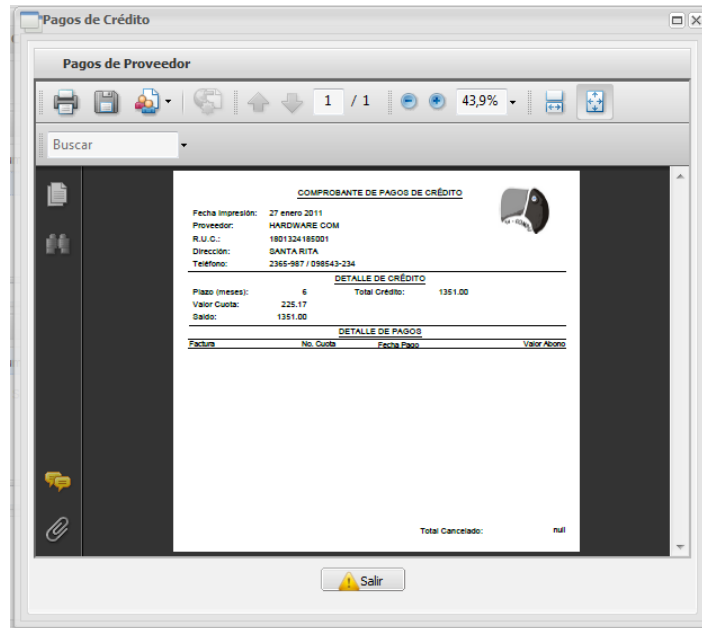 Pagos de Crédito
Pagos de Proveedor
1 / 1 43,9%
Buscar
COMPROBANTE DE PAGOS DE CRÉDITO
Fecha Impresión: 27 enero 2011
Proveedor: HARDWARE COM
R.U.C.: 1801324185001
Dirección: SANTA RITA
Teléfono: 2365-987 / 098543-234
DETALLE DE CRÉDITO
Plazo (meses): 6 Total Crédito: 1351.00
Valor Cuota: 225.17
Saldo: 1351.00
DETALLE DE PAGOS
Factura No. Cuota Fecha Pago Valor Abono
Total Cancelado: null
Salir